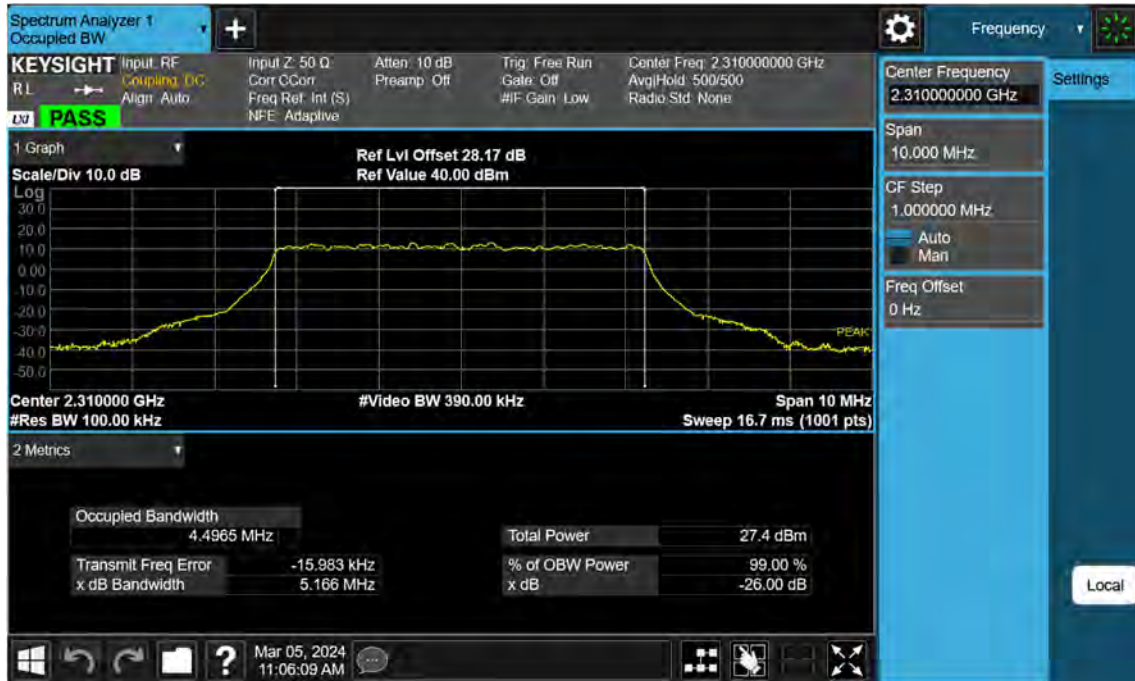 Spectrum Analyzer 1
Occupied BW
+
Frequency
KEYSIGHT
RL
LXI
PASS
Input: RF
Coupling: DC
Align: Auto
Input Z: 50 Ω
Corr CCorr
Freq Ref: Int (S)
NFE: Adaptive
Atten: 10 dB
Preamp: Off
Trig: Free Run
Gate: Off
#IF Gain: Low
Center Freq: 2.310000000 GHz
Avg|Hold: 500/500
Radio Std: None
Center Frequency
2.310000000 GHz
Settings
Span
10.000 MHz
CF Step
1.000000 MHz
Auto
Man
Freq Offset
0 Hz
Local
1 Graph
Scale/Div 10.0 dB
Ref Lvl Offset 28.17 dB
Ref Value 40.00 dBm
Log
30.0
20.0
10.0
0.00
-10.0
-20.0
-30.0
-40.0
-50.0
PEAK
Center 2.310000 GHz
#Video BW 390.00 kHz
Span 10 MHz
#Res BW 100.00 kHz
Sweep 16.7 ms (1001 pts)
2 Metrics
Occupied Bandwidth
4.4965 MHz
Total Power 27.4 dBm
Transmit Freq Error -15.983 kHz
% of OBW Power 99.00 %
x dB Bandwidth 5.166 MHz
x dB -26.00 dB
?
Mar 05, 2024
11:06:09 AM